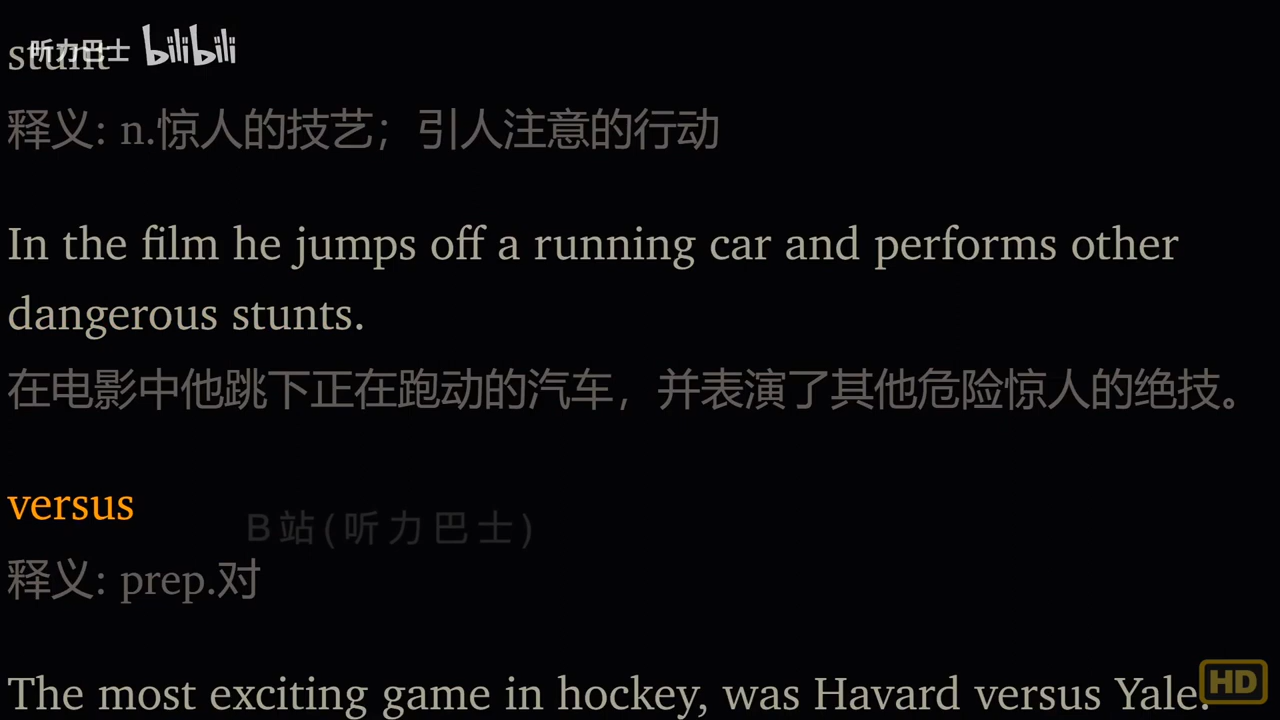 听力巴士 bilibili
stunt
释义: n.惊人的技艺；引人注意的行动
In the film he jumps off a running car and performs other
dangerous stunts.
在电影中他跳下正在跑动的汽车，并表演了其他危险惊人的绝技。
versus
B站(听力巴士)
释义: prep.对
The most exciting game in hockey, was Havard versus Yale.
HD